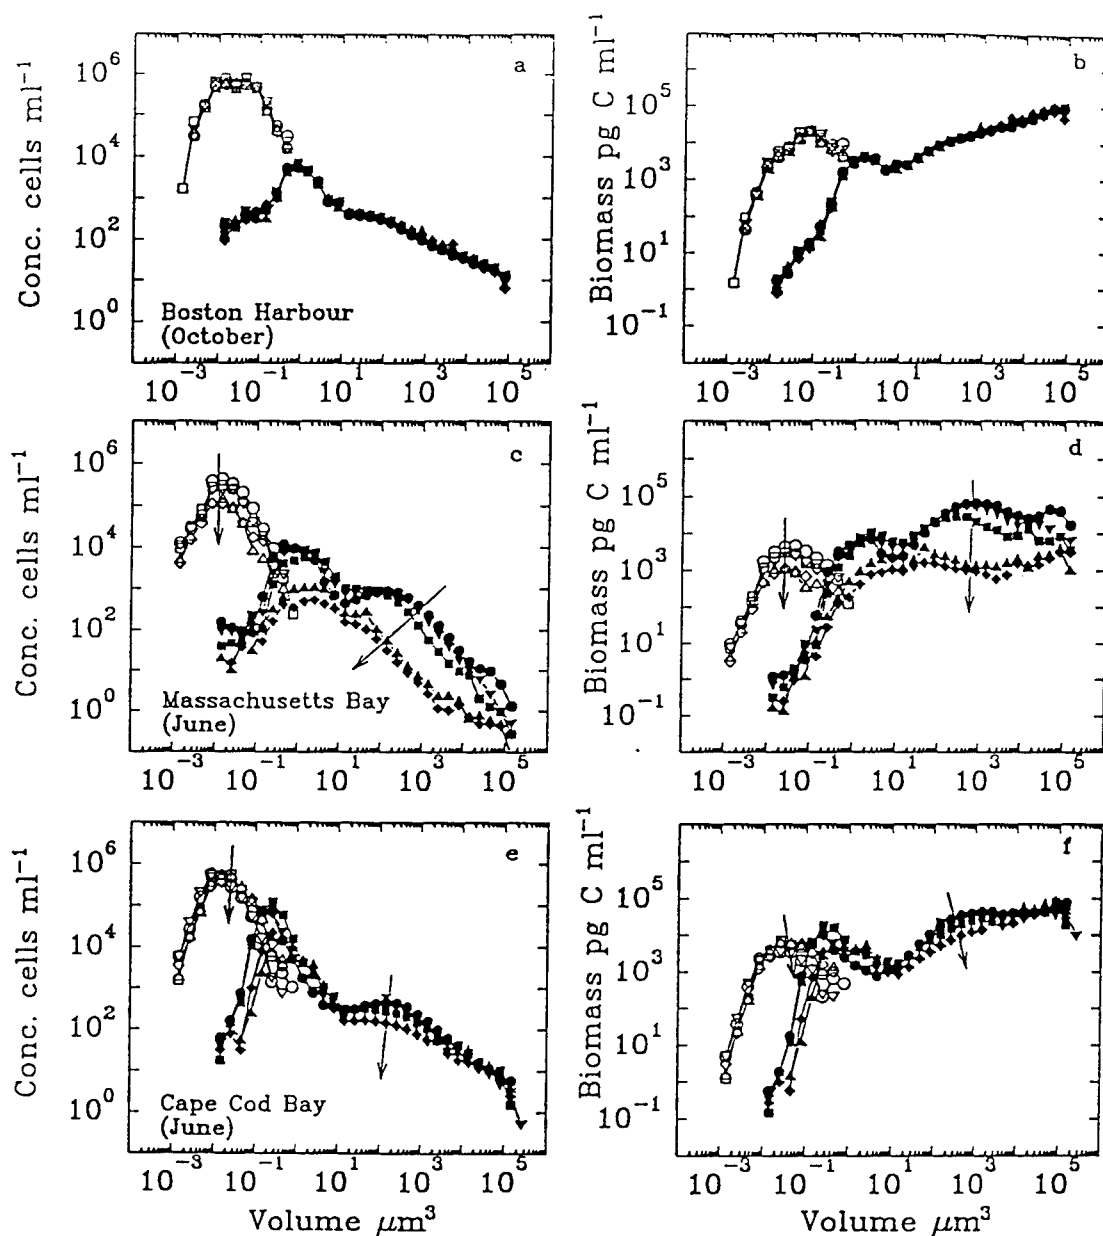 Conc. cells ml⁻¹
10⁶
10⁴
10²
10⁰
a
Boston Harbour
(October)
10⁻³ 10⁻¹ 10¹ 10³ 10⁵
Biomass pg C ml⁻¹
10⁵
10³
10¹
10⁻¹
b
10⁻³ 10⁻¹ 10¹ 10³ 10⁵
Conc. cells ml⁻¹
10⁶
10⁴
10²
10⁰
c
Massachusetts Bay
(June)
10⁻³ 10⁻¹ 10¹ 10³ 10⁵
Biomass pg C ml⁻¹
10⁵
10³
10¹
10⁻¹
d
10⁻³ 10⁻¹ 10¹ 10³ 10⁵
Conc. cells ml⁻¹
10⁶
10⁴
10²
10⁰
e
Cape Cod Bay
(June)
10⁻³ 10⁻¹ 10¹ 10³ 10⁵
Volume μm³
Biomass pg C ml⁻¹
10⁵
10³
10¹
10⁻¹
f
10⁻³ 10⁻¹ 10¹ 10³ 10⁵
Volume μm³